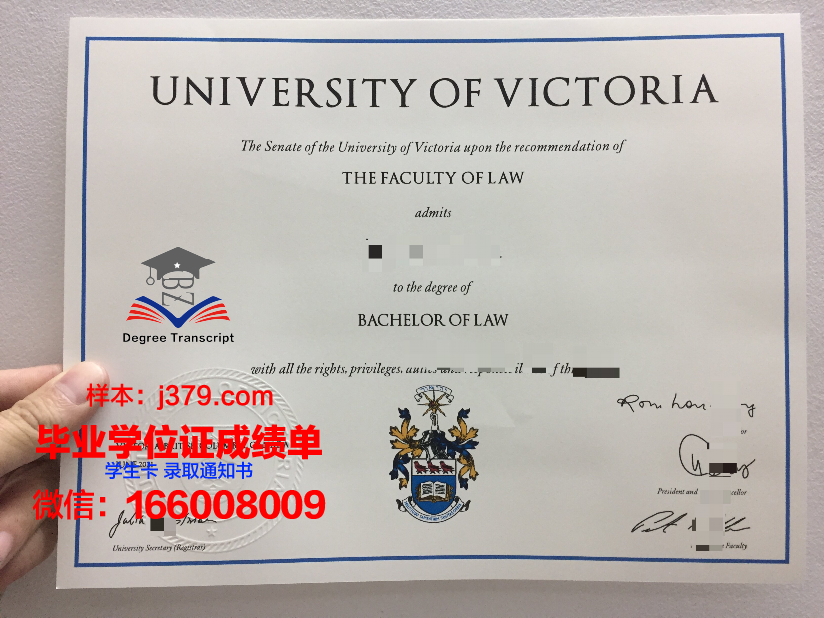 UNIVERSITY OF VICTORIA
The Senate of the University of Victoria upon the recommendation of
THE FACULTY OF LAW
admits
to the degree of
BACHELOR OF LAW
BZ
Degree Transcript
with all the rights, privileges,
样本：j379.com
毕业学位证成绩单
学生卡 录取通知书
微信：166008009
University Secretary (Registrar)
or
President and
Faculty